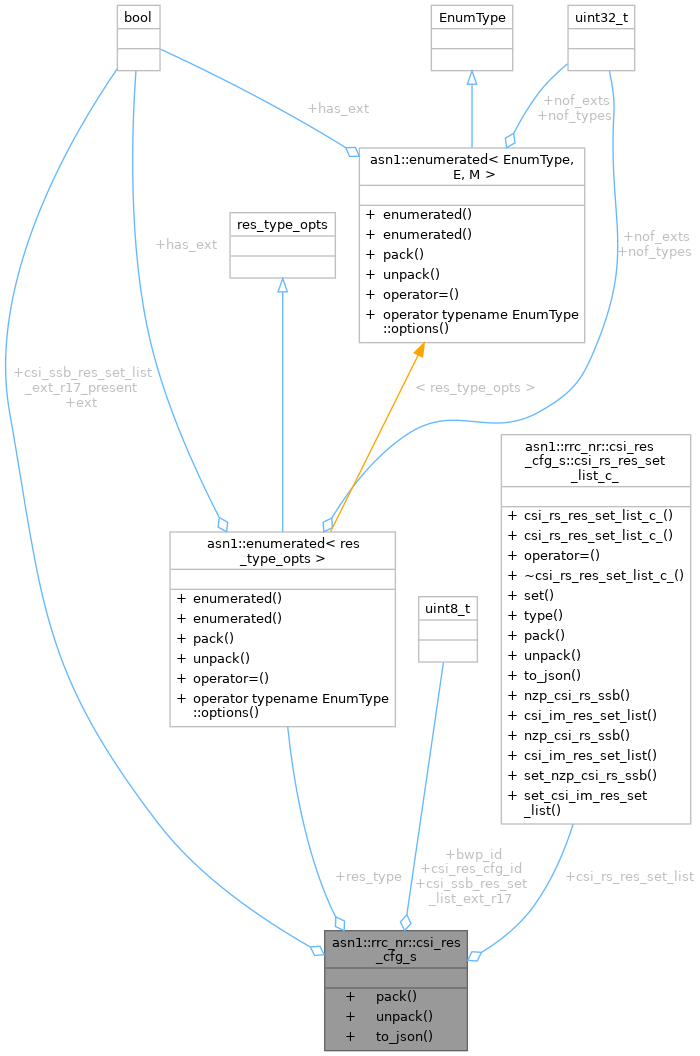 bool
EnumType
uint32_t
+has_ext
+nof_exts
+nof_types
asn1::enumerated< EnumType,
E, M >
+ enumerated()
+ enumerated()
+ pack()
+ unpack()
+ operator=()
+ operator typename EnumType
::options()
res_type_opts
+has_ext
+nof_exts
+nof_types
+csi_ssb_res_set_list
_ext_r17_present
+ext
< res_type_opts >
asn1::rrc_nr::csi_res
_cfg_s::csi_rs_res_set
_list_c_
+ csi_rs_res_set_list_c_()
+ csi_rs_res_set_list_c_()
+ operator=()
+ ~csi_rs_res_set_list_c_()
+ set()
+ type()
+ pack()
+ unpack()
+ to_json()
+ nzp_csi_rs_ssb()
+ csi_im_res_set_list()
+ nzp_csi_rs_ssb()
+ csi_im_res_set_list()
+ set_nzp_csi_rs_ssb()
+ set_csi_im_res_set
_list()
asn1::enumerated< res
_type_opts >
+ enumerated()
+ enumerated()
+ pack()
+ unpack()
+ operator=()
+ operator typename EnumType
::options()
uint8_t
+res_type
+bwp_id
+csi_res_cfg_id
+csi_ssb_res_set
_list_ext_r17
+csi_rs_res_set_list
asn1::rrc_nr::csi_res
_cfg_s
+ pack()
+ unpack()
+ to_json()